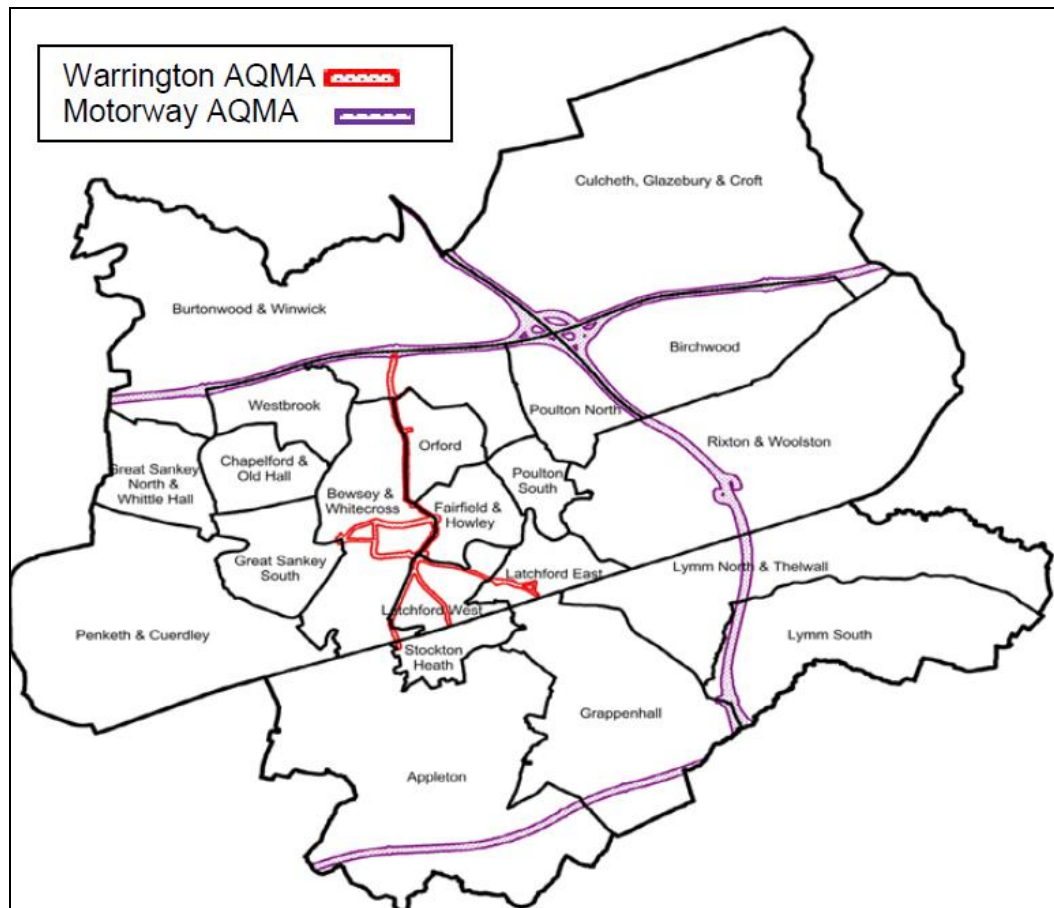 Warrington AQMA
Motorway AQMA
Culcheth, Glazebury & Croft
Burtonwood & Winwick
Birchwood
Westbrook
Poulton North
Orford
Rixton & Woolston
Great Sankey
North &
Whittle Hall
Chapelford &
Old Hall
Poulton
South
Bewsey &
Whitecross
Fairfield &
Howley
Great Sankey
South
Latchford East
Lymm North & Thelwall
Latchford West
Penketh & Cuerdley
Lymm South
Stockton
Heath
Grappenhall
Appleton